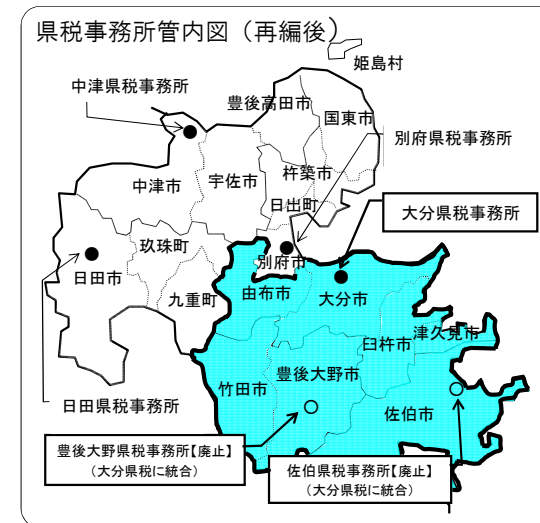 県税事務所管内図（再編後）
姫島村
中津県税事務所
豊後高田市
国東市
別府県税事務所
中津市
宇佐市
杵築市
日出町
大分県税事務所
玖珠町
日田市
別府市
九重町
由布市
大分市
津久見市
臼杵市
豊後大野市
竹田市
佐伯市
日田県税事務所
豊後大野県税事務所【廃止】
（大分県税に統合）
佐伯県税事務所【廃止】
（大分県税に統合）